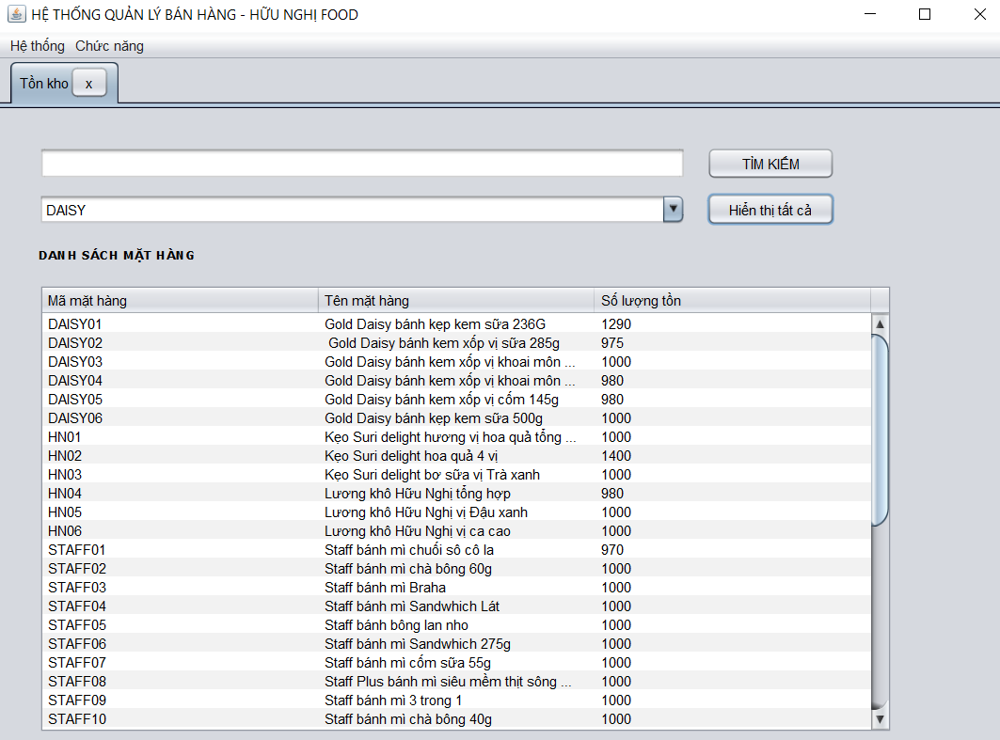 HỆ THỐNG QUẢN LÝ BÁN HÀNG - HỮU NGHỊ FOOD
Hệ thống Chức năng
Tồn kho x
TÌM KIẾM
DAISY
Hiển thị tất cả
DANH SÁCH MẶT HÀNG
Mã mặt hàng Tên mặt hàng Số lượng tồn
DAISY01 Gold Daisy bánh kẹp kem sữa 236G 1290
DAISY02 Gold Daisy bánh kem xốp vị sữa 285g 975
DAISY03 Gold Daisy bánh kem xốp vị khoai môn ... 1000
DAISY04 Gold Daisy bánh kem xốp vị khoai môn ... 980
DAISY05 Gold Daisy bánh kem xốp vị cốm 145g 980
DAISY06 Gold Daisy bánh kẹp kem sữa 500g 1000
HN01 Kẹo Suri delight hương vị hoa quả tổng ... 1000
HN02 Kẹo Suri delight hoa quả 4 vị 1400
HN03 Kẹo Suri delight bơ sữa vị Trà xanh 1000
HN04 Lương khô Hữu Nghị tổng hợp 980
HN05 Lương khô Hữu Nghị vị Đậu xanh 1000
HN06 Lương khô Hữu Nghị vị ca cao 1000
STAFF01 Staff bánh mì chuối sô cô la 970
STAFF02 Staff bánh mì chà bông 60g 1000
STAFF03 Staff bánh mì Braha 1000
STAFF04 Staff bánh mì Sandwhich Lát 1000
STAFF05 Staff bánh bông lan nho 1000
STAFF06 Staff bánh mì Sandwhich 275g 1000
STAFF07 Staff bánh mì cốm sữa 55g 1000
STAFF08 Staff Plus bánh mì siêu mềm thịt sông ... 1000
STAFF09 Staff bánh mì 3 trong 1 1000
STAFF10 Staff bánh mì chà bông 40g 1000